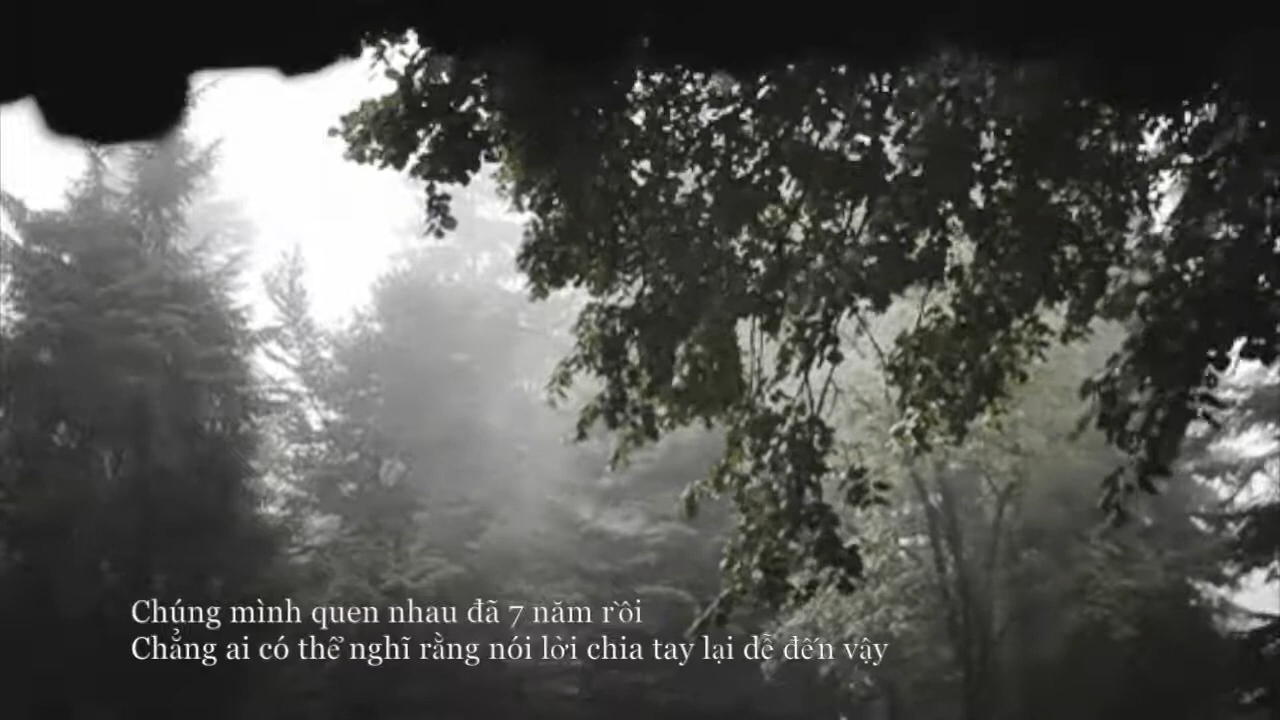 Chúng mình quen nhau đã 7 năm rồi
Chẳng ai có thể nghĩ rằng nói lời chia tay lại dễ đến vậy